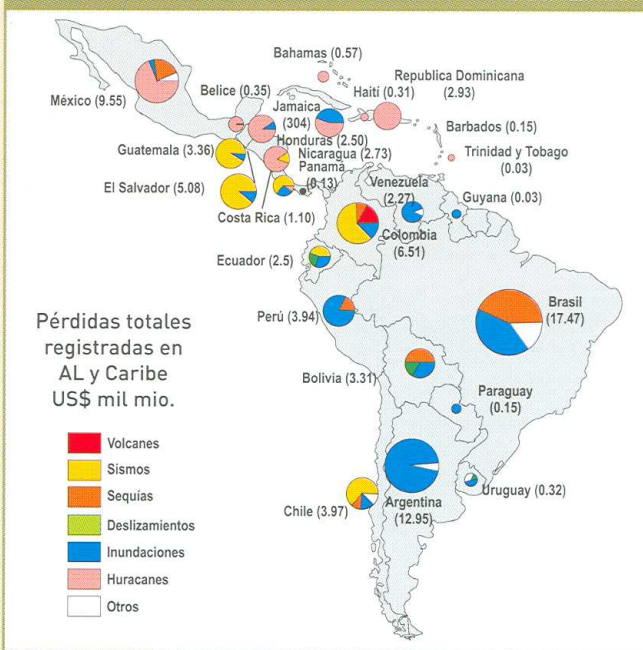 Bahamas (0.57)
Republica Dominicana
(2.93)
México (9.55)
Belice (0.35)
Haití (0.31)
Jamaica
(304)
Barbados (0.15)
Honduras (2.50)
Guatemala (3.36)
Nicaragua (2.73)
Trinidad y Tobago
(0.03)
Panamá
(0.13)
El Salvador (5.08)
Venezuela
(2.27)
Guyana (0.03)
Costa Rica (1.10)
Colombia
(6.51)
Ecuador (2.5)
Brasil
(17.47)
Perú (3.94)
Pérdidas totales
registradas en
AL y Caribe
US$ mil mio.
Bolivia (3.31)
Paraguay
(0.15)
Volcanes
Sismos
Sequías
Deslizamientos
Inundaciones
Huracanes
Otros
Uruguay (0.32)
Argentina
(12.95)
Chile (3.97)